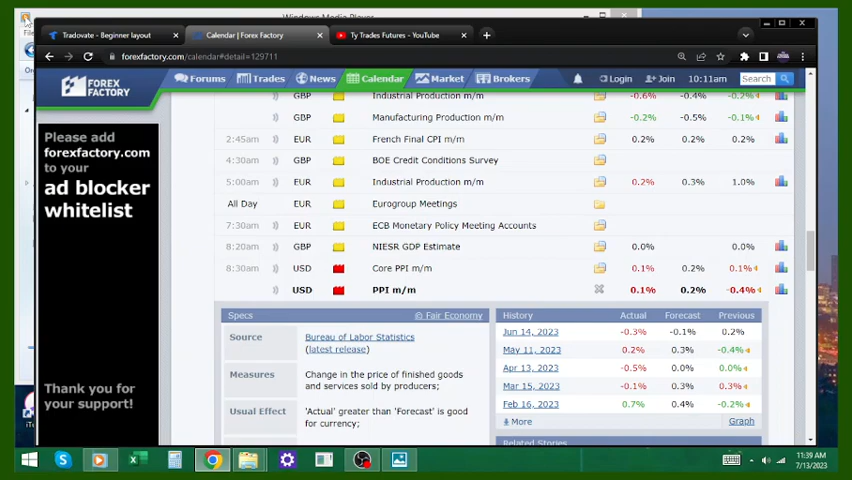 Windows Media Player
Tradovate - Beginner layout × Calendar | Forex Factory × Ty Trades Futures - YouTube × +
forexfactory.com/calendar#detail=129711
FOREX FACTORY Forums Trades News Calendar Market Brokers Login Join 10:11am Search
GBP Industrial Production m/m -0.6% -0.4% -0.2%
GBP Manufacturing Production m/m -0.2% -0.5% -0.1%
2:45am EUR French Final CPI m/m 0.2% 0.2% 0.2%
4:30am GBP BOE Credit Conditions Survey
5:00am EUR Industrial Production m/m 0.2% 0.3% 1.0%
All Day EUR Eurogroup Meetings
7:30am EUR ECB Monetary Policy Meeting Accounts
8:20am GBP NIESR GDP Estimate 0.0% 0.0%
8:30am USD Core PPI m/m 0.1% 0.2% 0.1%
USD PPI m/m 0.1% 0.2% -0.4%
Please add
forexfactory.com
to your
ad blocker
whitelist
Thank you for
your support!
Specs © Fair Economy
Source Bureau of Labor Statistics
(latest release)
Measures Change in the price of finished goods
and services sold by producers;
Usual Effect 'Actual' greater than 'Forecast' is good
for currency;
History Actual Forecast Previous
Jun 14, 2023 -0.3% -0.1% 0.2%
May 11, 2023 0.2% 0.3% -0.4%
Apr 13, 2023 -0.5% 0.0% 0.0%
Mar 15, 2023 -0.1% 0.3% 0.3%
Feb 16, 2023 0.7% 0.4% -0.2%
More Graph
Related Stories
11:39 AM
7/13/2023